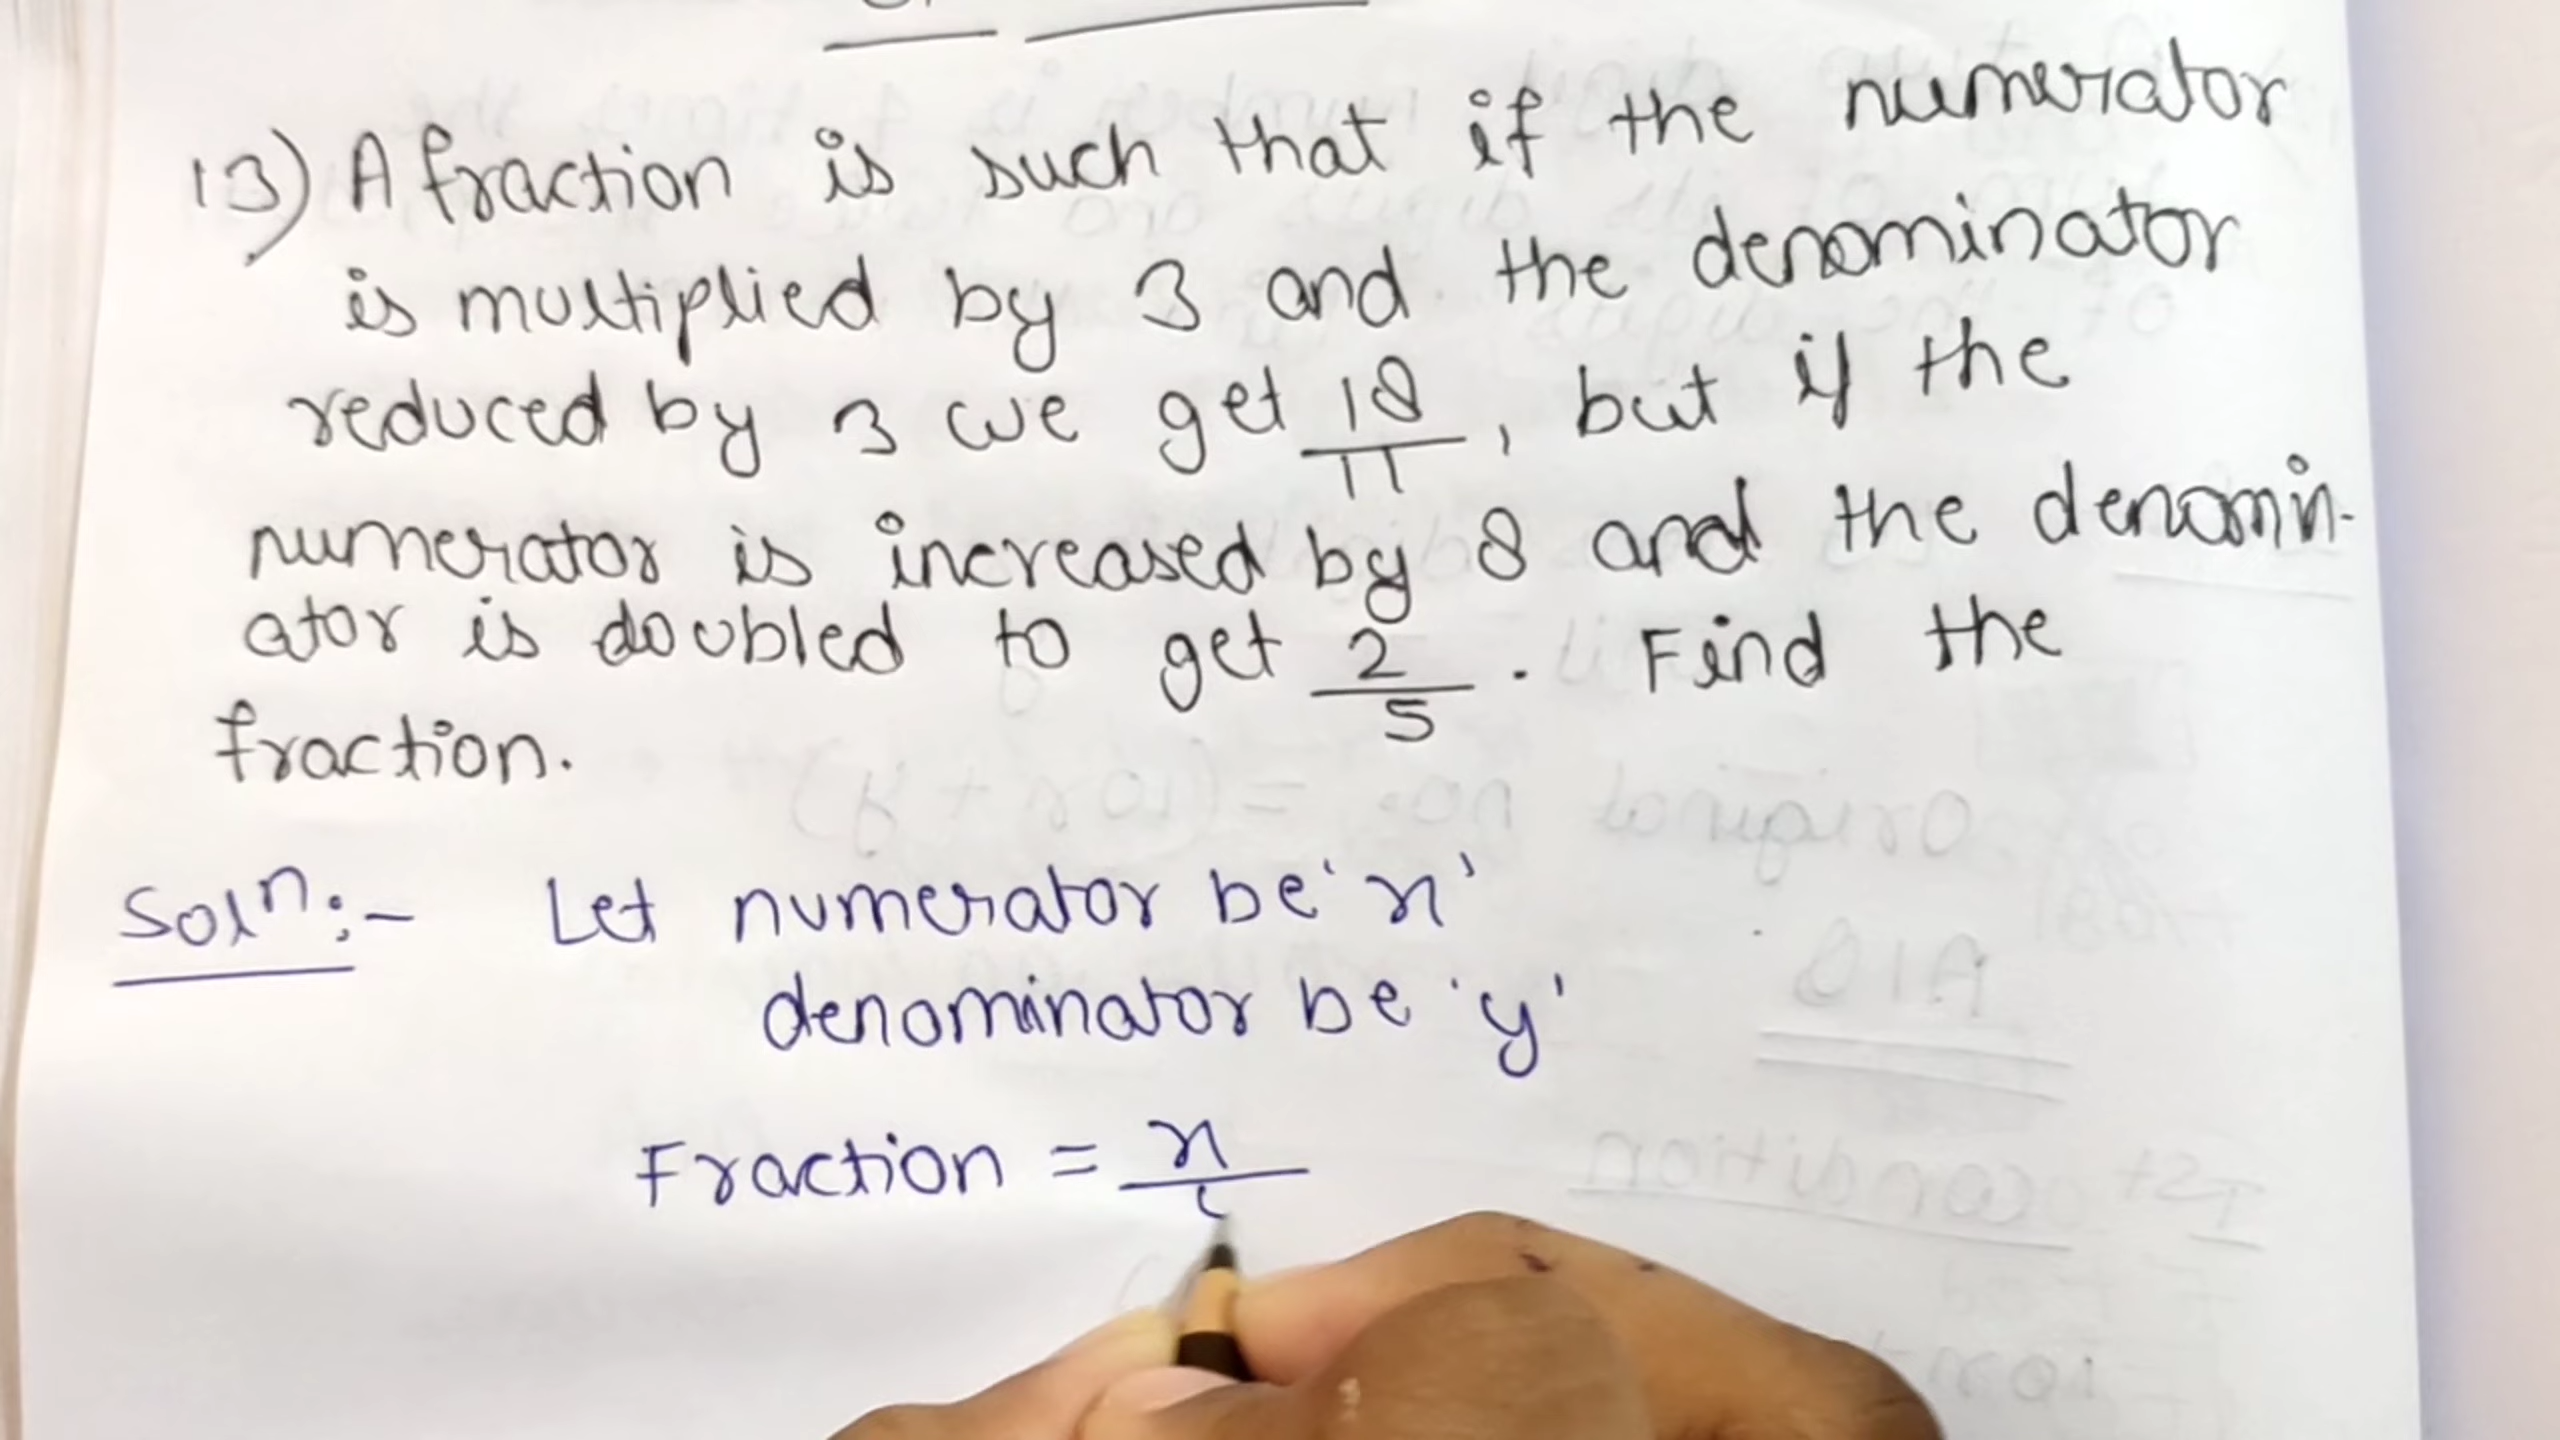 13) A fraction is such that if the numerator
is multiplied by 3 and the denominator
reduced by 3 we get 18/11, but if the
numerator is increased by 8 and the denomin-
ator is doubled to get 2/5. Find the
fraction.
Solⁿ:- Let numerator be 'x'
denominator be 'y'
Fraction = x/